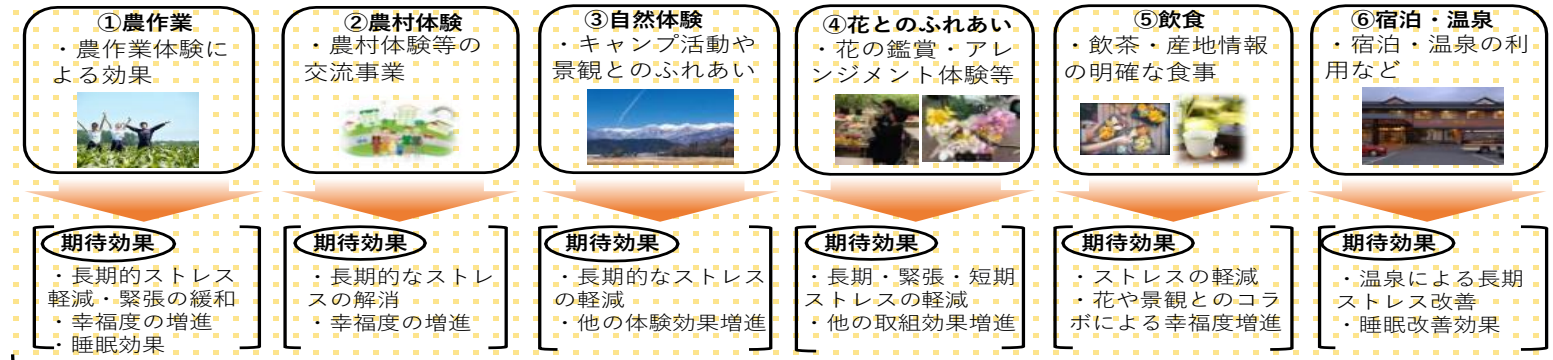 ①農作業
・農作業体験に
よる効果
②農村体験
・農村体験等の
交流事業
③自然体験
・キャンプ活動や
景観とのふれあい
④花とのふれあい
・花の鑑賞・アレ
ンジメント体験等
⑤飲食
・飲茶・産地情報
の明確な食事
⑥宿泊・温泉
・宿泊・温泉の利
用など
期待効果
・長期的ストレス
軽減・緊張の緩和
・幸福度の増進
・睡眠効果
期待効果
・長期的なストレ
スの解消
・幸福度の増進
期待効果
・長期的なストレス
の軽減
・他の体験効果増進
期待効果
・長期・緊張・短期
ストレスの軽減
・他の取組効果増進
期待効果
・ストレスの軽減
・花や景観とのコラ
ボによる幸福度増進
期待効果
・温泉による長期
ストレス改善
・睡眠改善効果